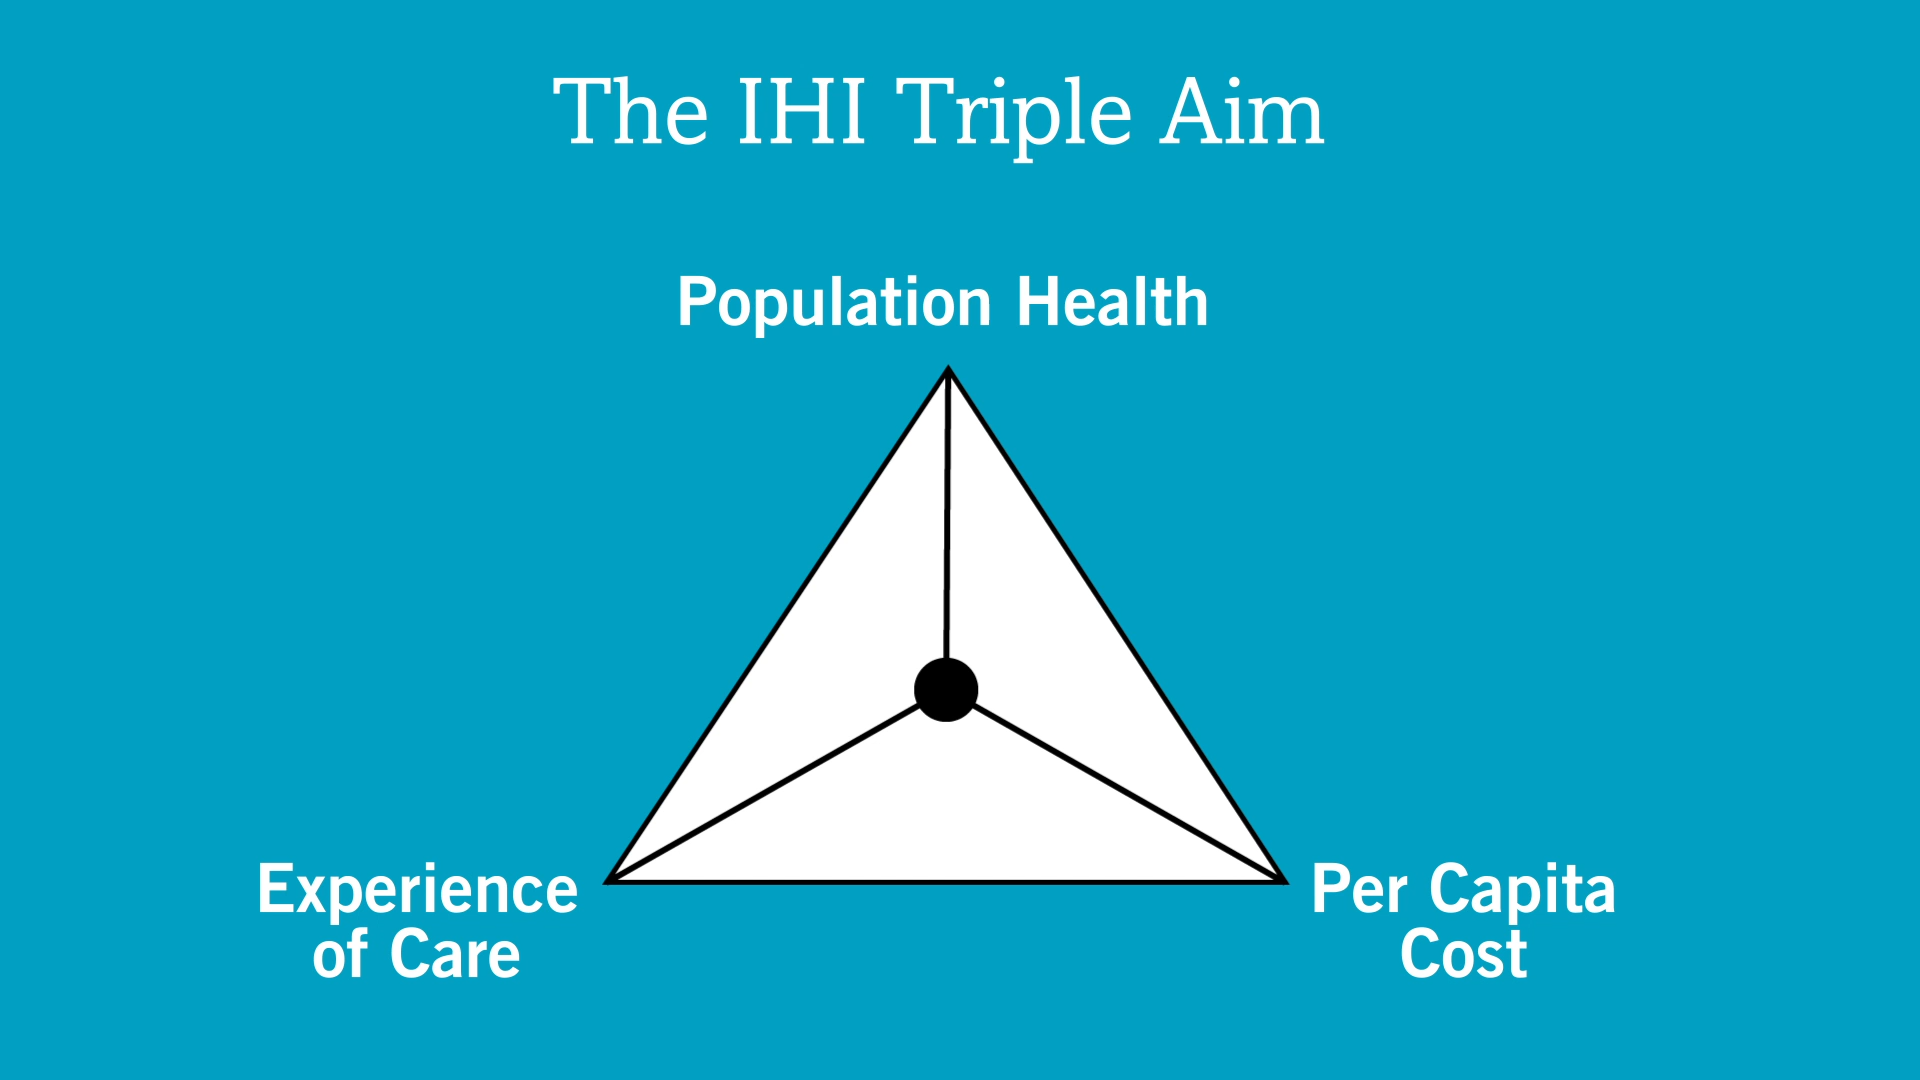 The IHI Triple Aim
Population Health
Experience
of Care
Per Capita
Cost